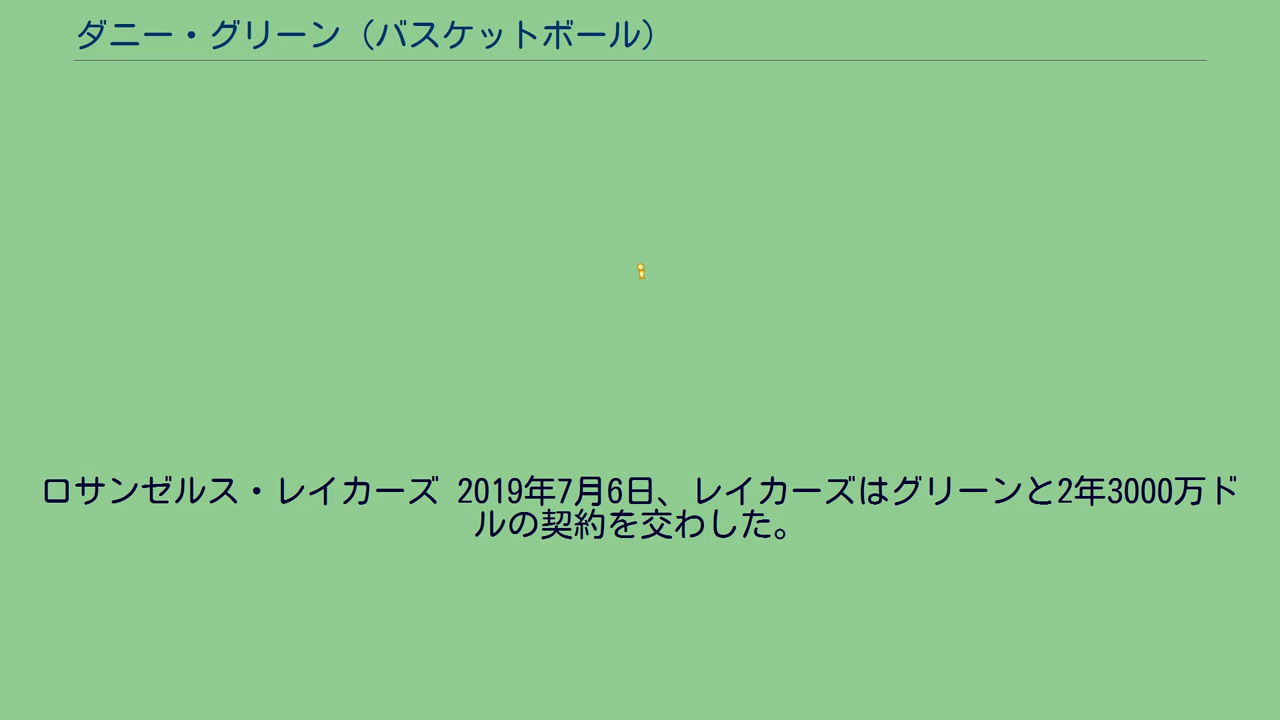 ダニー・グリーン（バスケットボール）
ロサンゼルス・レイカーズ 2019年7月6日、レイカーズはグリーンと2年3000万ド
ルの契約を交わした。